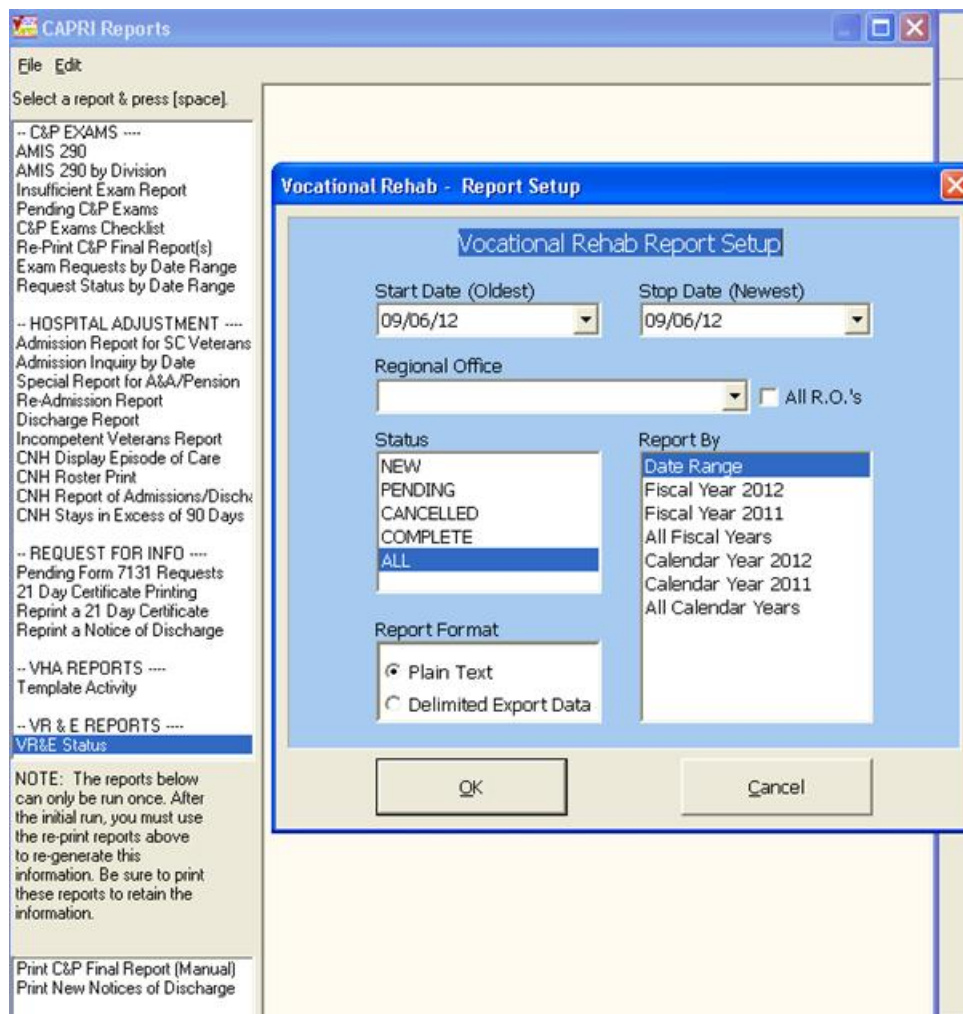 CAPRI Reports
File Edit
Select a report & press [space].
-- C&P EXAMS ----
AMIS 290
AMIS 290 by Division
Insufficient Exam Report
Pending C&P Exams
C&P Exams Checklist
Re-Print C&P Final Report(s)
Exam Requests by Date Range
Request Status by Date Range
-- HOSPITAL ADJUSTMENT ----
Admission Report for SC Veterans
Admission Inquiry by Date
Special Report for A&A/Pension
Re-Admission Report
Discharge Report
Incompetent Veterans Report
CNH Display Episode of Care
CNH Roster Print
CNH Report of Admissions/Discha
CNH Stays in Excess of 90 Days
-- REQUEST FOR INFO ----
Pending Form 7131 Requests
21 Day Certificate Printing
Reprint a 21 Day Certificate
Reprint a Notice of Discharge
-- VHA REPORTS ----
Template Activity
-- VR & E REPORTS ----
VR&E Status
NOTE: The reports below
can only be run once. After
the initial run, you must use
the re-print reports above
to re-generate this
information. Be sure to print
these reports to retain the
information.
Print C&P Final Report (Manual)
Print New Notices of Discharge
Vocational Rehab - Report Setup
Vocational Rehab Report Setup
Start Date (Oldest)
09/06/12
Stop Date (Newest)
09/06/12
Regional Office
All R.O.'s
Status
NEW
PENDING
CANCELLED
COMPLETE
ALL
Report By
Date Range
Fiscal Year 2012
Fiscal Year 2011
All Fiscal Years
Calendar Year 2012
Calendar Year 2011
All Calendar Years
Report Format
Plain Text
Delimited Export Data
OK
Cancel